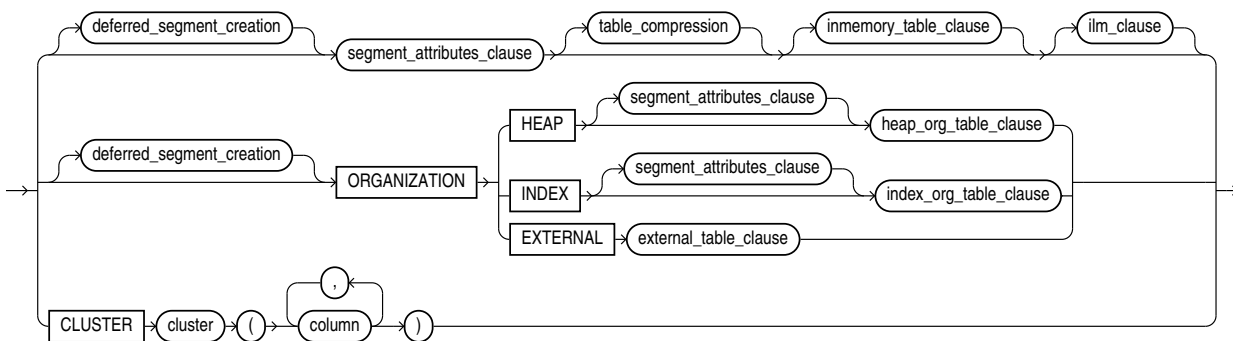 deferred_segment_creation table_compression inmemory_table_clause ilm_clause
segment_attributes_clause
segment_attributes_clause
HEAP heap_org_table_clause
deferred_segment_creation segment_attributes_clause
ORGANIZATION INDEX index_org_table_clause
EXTERNAL external_table_clause
,
CLUSTER cluster ( column )